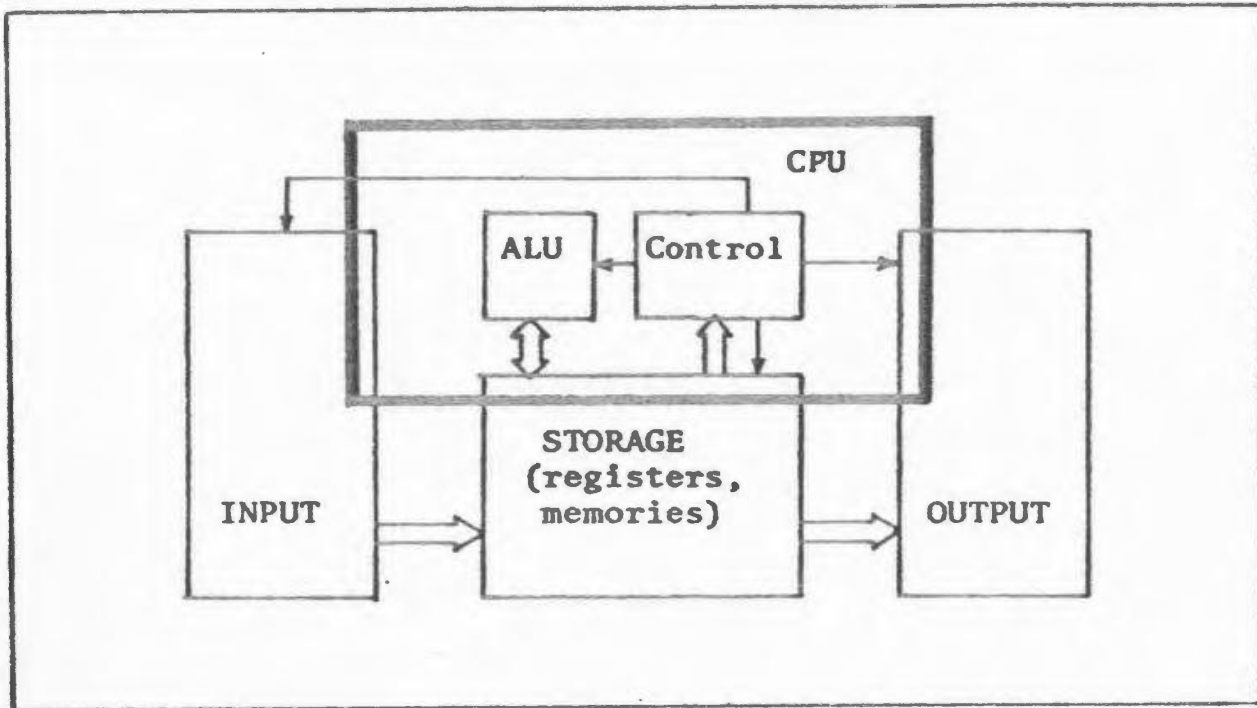 CPU
ALU
Control
STORAGE
(registers,
memories)
INPUT
OUTPUT